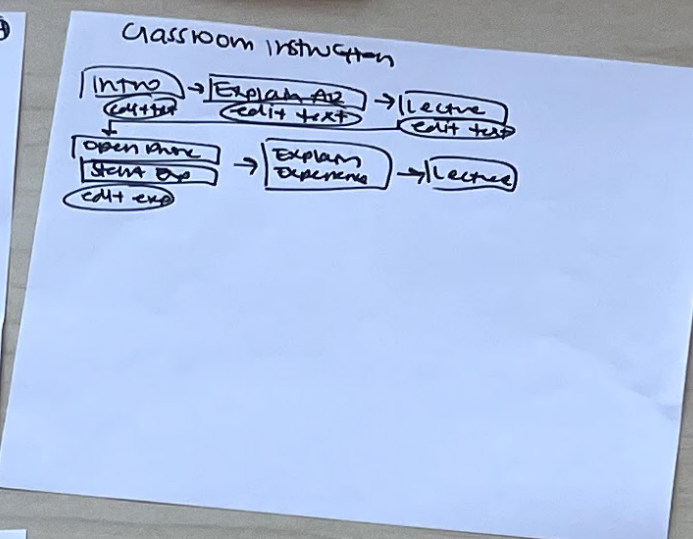 Classroom instruction
Intro → Explain AR → Lecture
edit text edit text edit text
Open Phone → Explain → Lecture
Start Exp Experience
edit exp